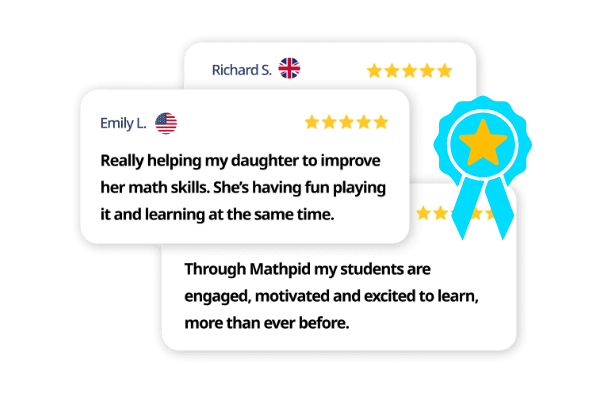 Richard S.
Emily L.
Really helping my daughter to improve
her math skills. She's having fun playing
it and learning at the same time.
Through Mathpid my students are
engaged, motivated and excited to learn,
more than ever before.